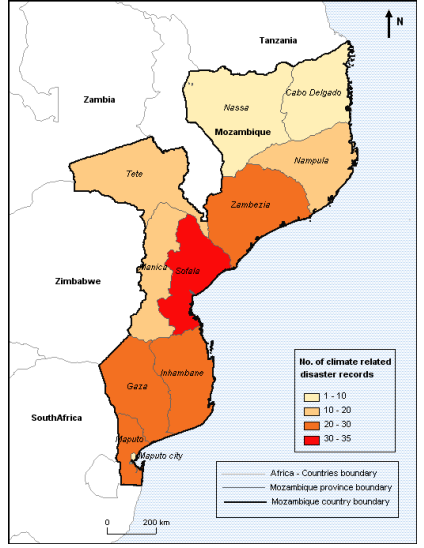 N
Tanzania
Zambia
Cabo Delgado
Nassa
Mozambique
Nampula
Tete
Zambezia
Manica
Sofala
Zimbabwe
Inhambane
Gaza
SouthAfrica
Maputo
Maputo city
No. of climate related
disaster records
1 - 10
10 - 20
20 - 30
30 - 35
Africa - Countries boundary
Mozambique province boundary
Mozambique country boundary
0 200 km